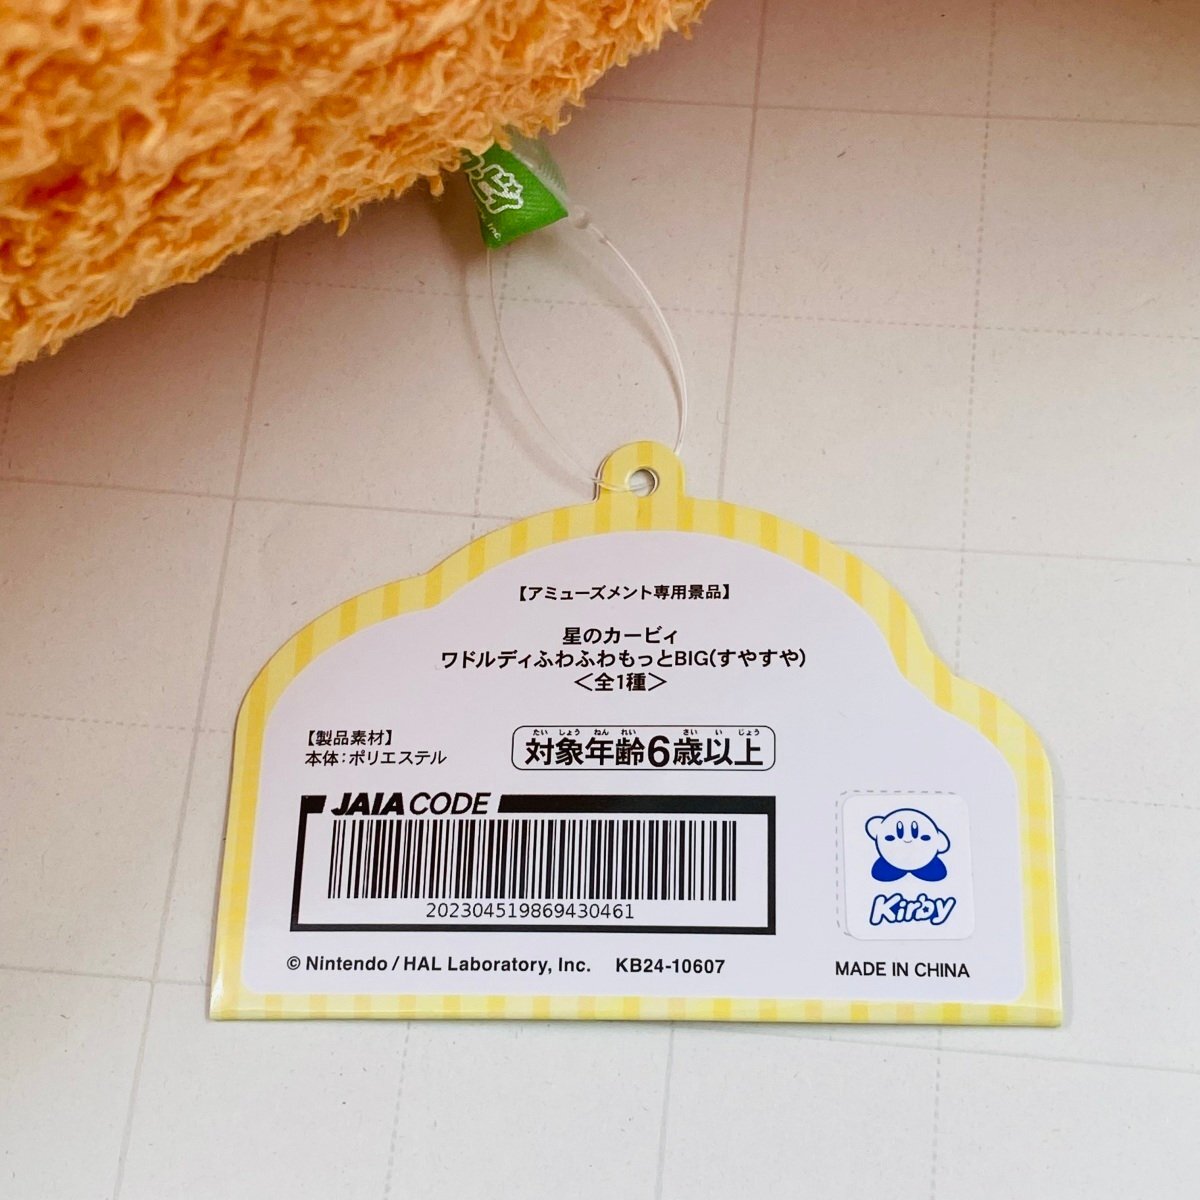 【アミューズメント専用景品】
星のカービィ
ワドルディふわふわもっとBIG(すやすや)
＜全1種＞
【製品素材】
本体：ポリエステル
たい しょう ねん れい さい い じょう
対象年齢6歳以上
JAIA CODE
202304519869430461
© Nintendo / HAL Laboratory, Inc. KB24-10607
Kirby
MADE IN CHINA